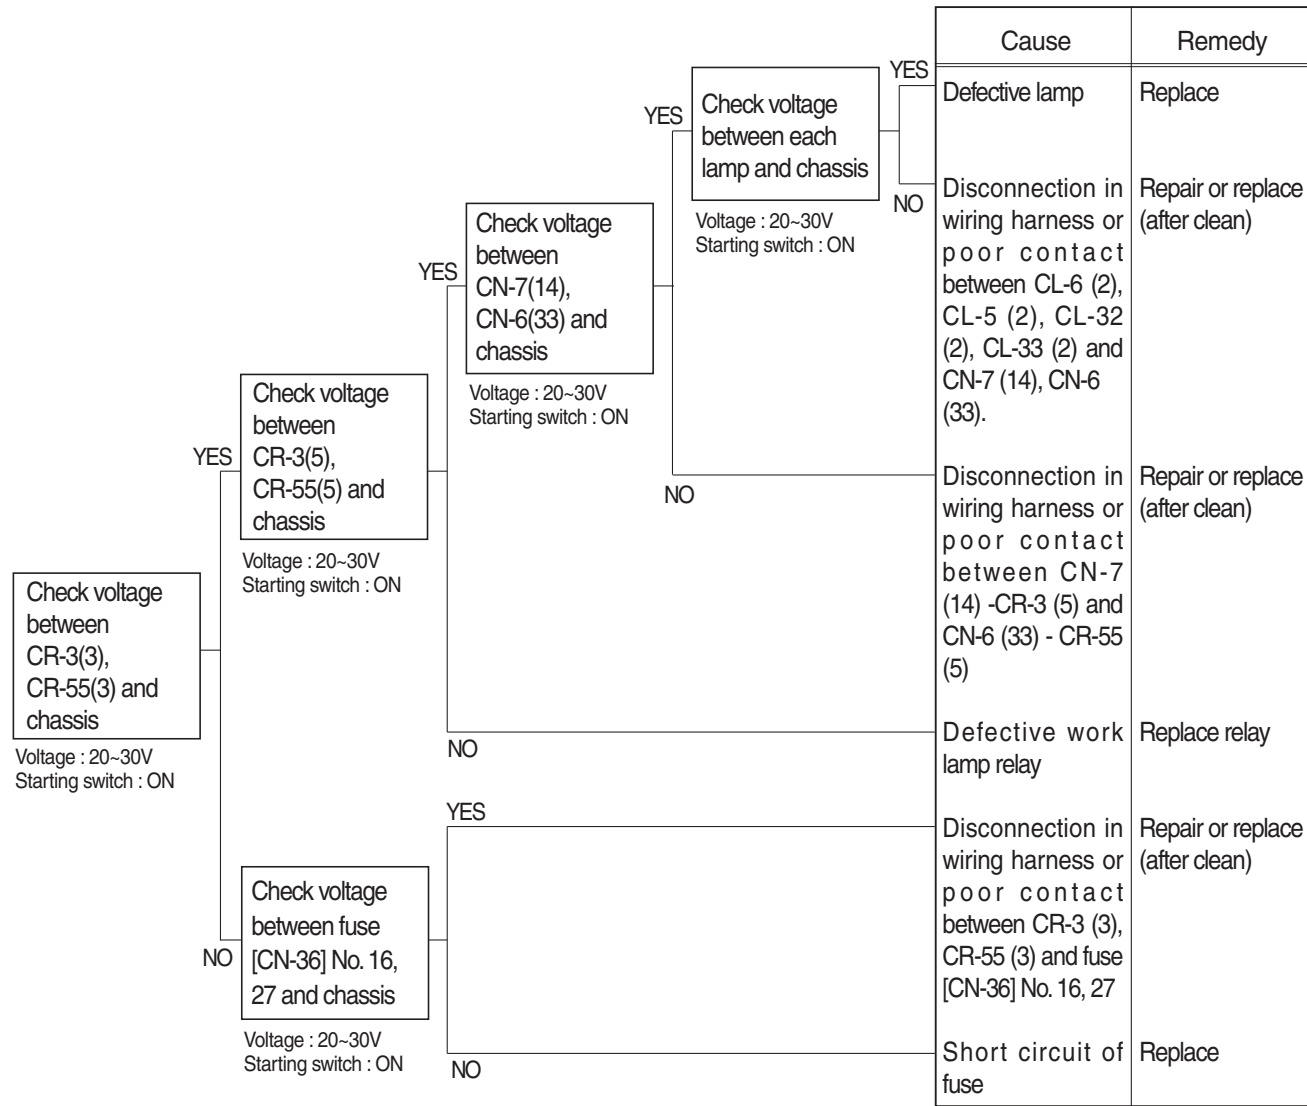 Cause
Remedy
YES
Defective lamp
Replace
YES
Check voltage
between each
lamp and chassis
NO
Voltage : 20~30V
Starting switch : ON
Disconnection in
wiring harness or
poor contact
between CL-6 (2),
CL-5 (2), CL-32
(2), CL-33 (2) and
CN-7 (14), CN-6
(33).
Repair or replace
(after clean)
YES
Check voltage
between
CN-7(14),
CN-6(33) and
chassis
Voltage : 20~30V
Starting switch : ON
NO
Disconnection in
wiring harness or
poor contact
between CN-7
(14) -CR-3 (5) and
CN-6 (33) - CR-55
(5)
Repair or replace
(after clean)
YES
Check voltage
between
CR-3(5),
CR-55(5) and
chassis
Voltage : 20~30V
Starting switch : ON
Check voltage
between
CR-3(3),
CR-55(3) and
chassis
Voltage : 20~30V
Starting switch : ON
NO
Defective work
lamp relay
Replace relay
YES
Disconnection in
wiring harness or
poor contact
between CR-3 (3),
CR-55 (3) and fuse
[CN-36] No. 16, 27
Repair or replace
(after clean)
NO
Check voltage
between fuse
[CN-36] No. 16,
27 and chassis
Voltage : 20~30V
Starting switch : ON
NO
Short circuit of
fuse
Replace